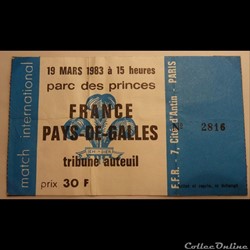 match international
19 MARS 1983 à 15 heures
parc des princes
FRANCE
PAYS-DE-GALLES
tribune auteuil
prix 30 F
F.F.R. - 7, Cité d'Antin - PARIS
2816
CollecOnline